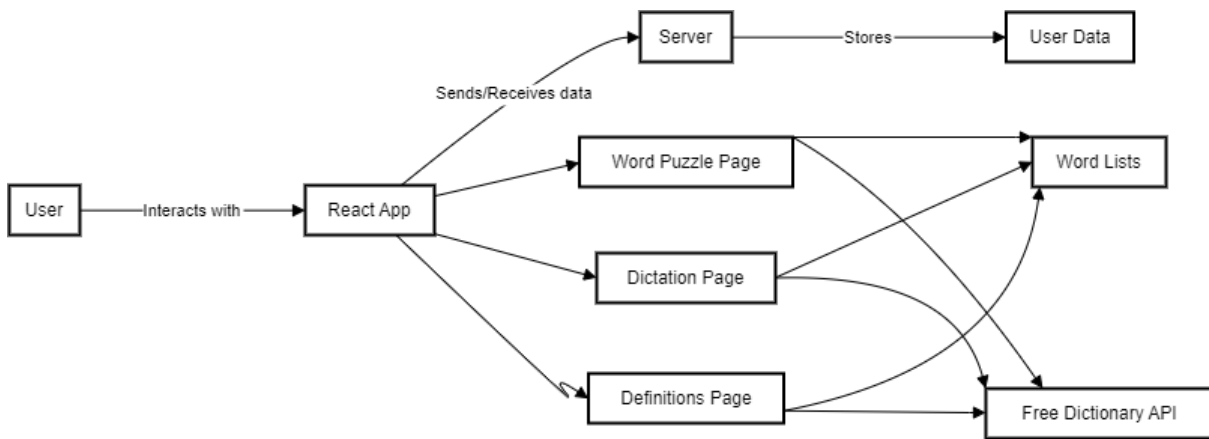 Server
Stores
User Data
Sends/Receives data
Word Puzzle Page
Word Lists
User
Interacts with
React App
Dictation Page
Definitions Page
Free Dictionary API